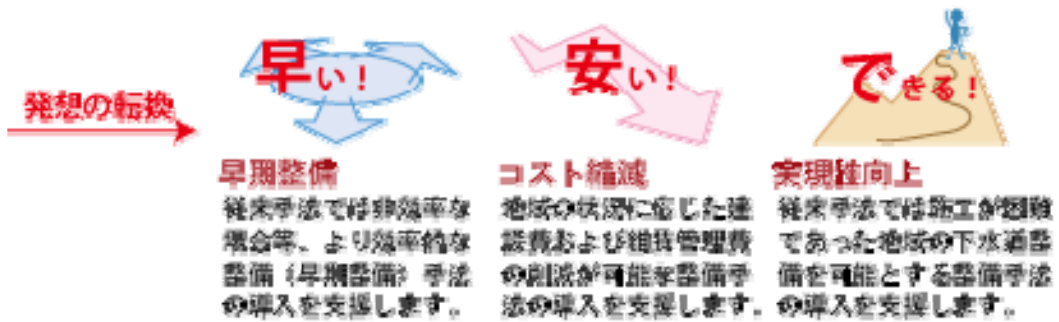 発想の転換
早い！
早期整備
従来手法では非効率な
場合等、より効率的な
整備（早期整備）手法
の導入を支援します。
安い！
コスト縮減
地域の状況に応じた建
設費および維持管理費
の削減が可能な整備手
法の導入を支援します。
できる！
実現性向上
従来手法では施工が困難
であった地域の下水道整
備を可能とする整備手法
の導入を支援します。